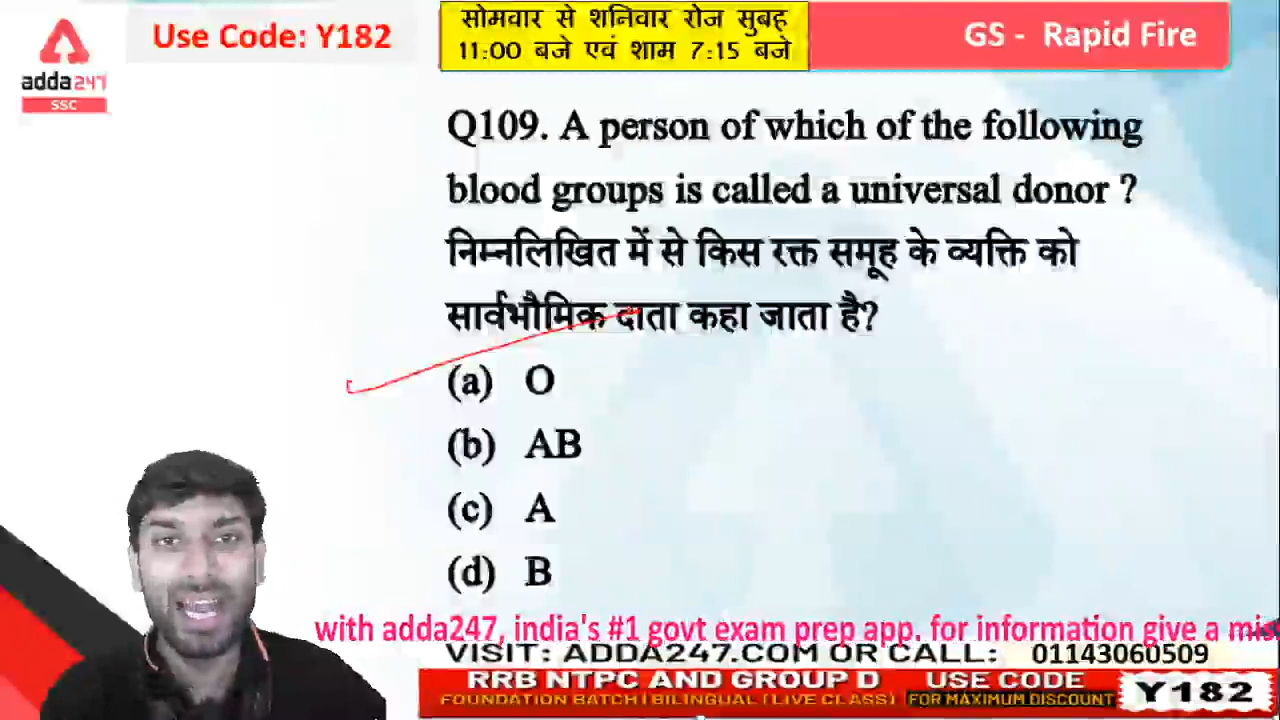 adda247
SSC
Use Code: Y182
सोमवार से शनिवार रोज सुबह
11:00 बजे एवं शाम 7:15 बजे
GS - Rapid Fire
Q109. A person of which of the following
blood groups is called a universal donor ?
निम्नलिखित में से किस रक्त समूह के व्यक्ति को
सार्वभौमिक दाता कहा जाता है?
(a) O
(b) AB
(c) A
(d) B
with adda247, india's #1 govt exam prep app. for information give a mis
VISIT: ADDA247.COM OR CALL: 01143060509
RRB NTPC AND GROUP D
FOUNDATION BATCH | BILINGUAL (LIVE CLASS)
USE CODE
FOR MAXIMUM DISCOUNT
Y182